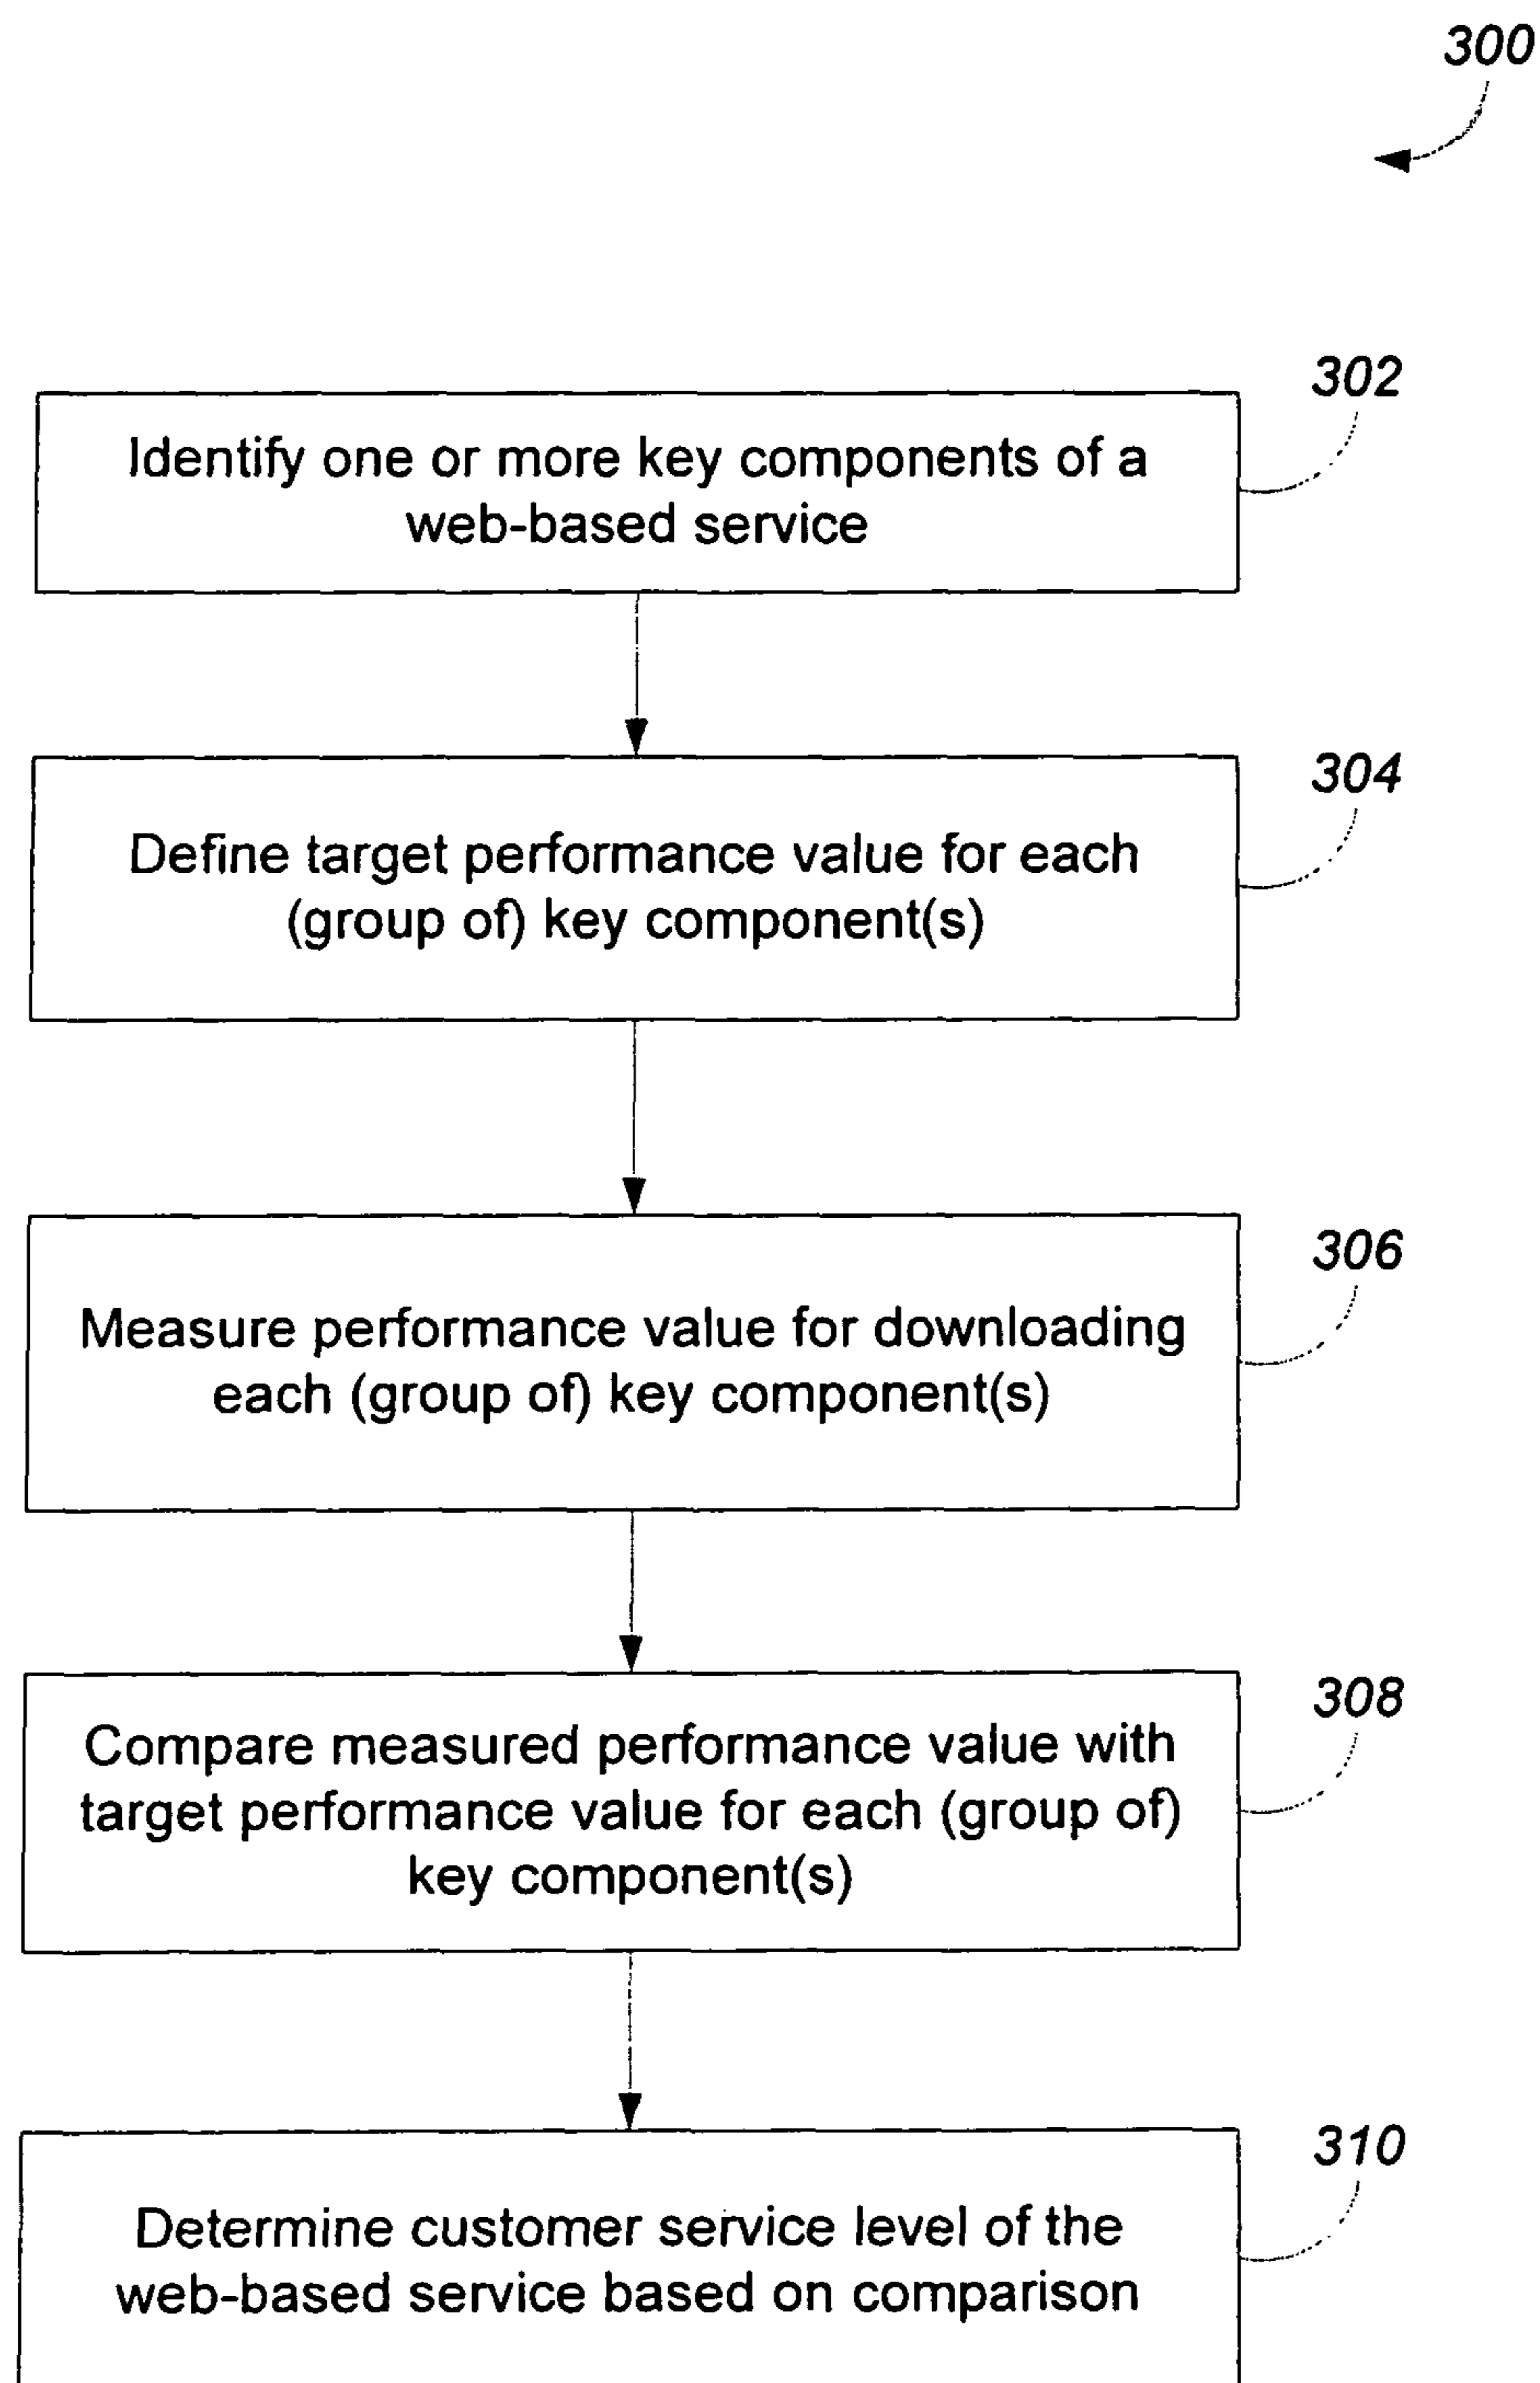 300
302
Identify one or more key components of a
web-based service
304
Define target performance value for each
(group of) key component(s)
306
Measure performance value for downloading
each (group of) key component(s)
308
Compare measured performance value with
target performance value for each (group of)
key component(s)
310
Determine customer service level of the
web-based service based on comparison